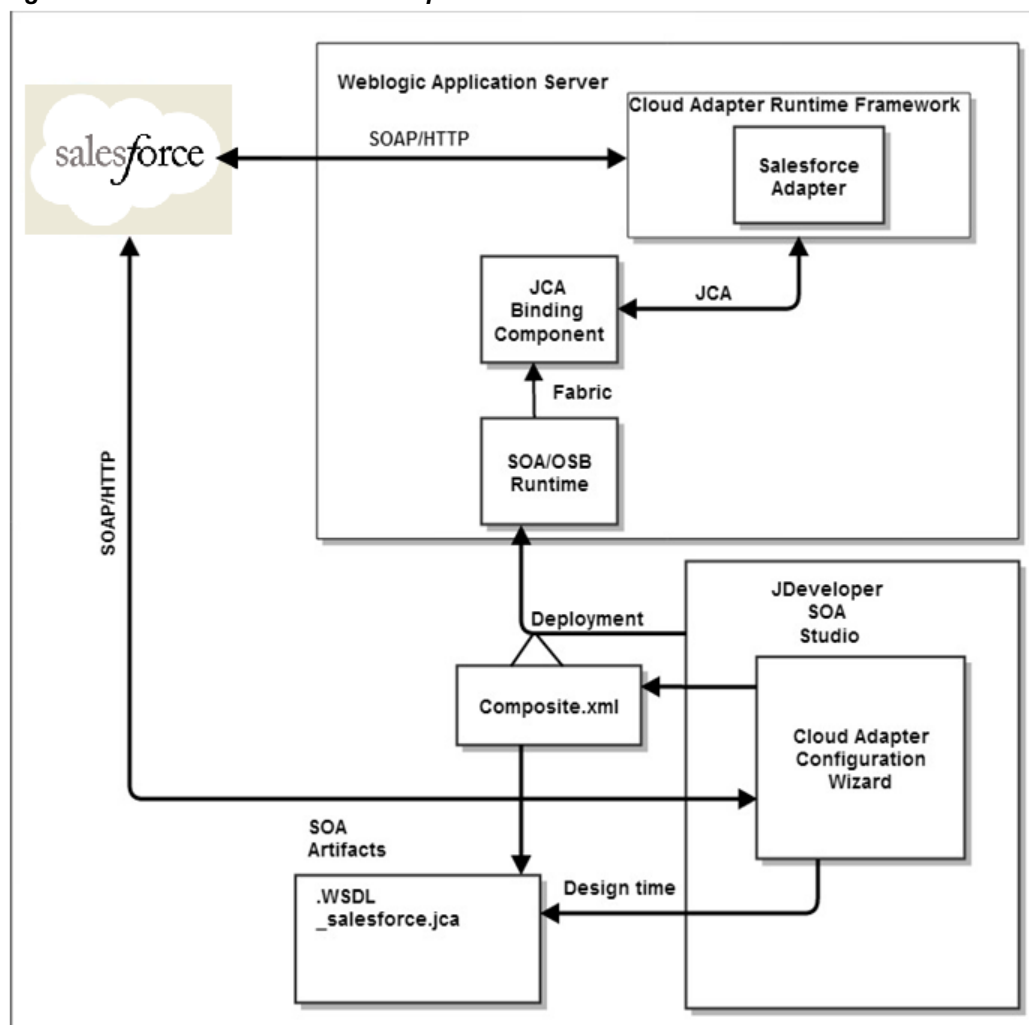 Weblogic Application Server
Cloud Adapter Runtime Framework
salesforce
SOAP/HTTP
Salesforce
Adapter
JCA
Binding
Component
JCA
Fabric
SOA/OSB
Runtime
SOAP/HTTP
JDeveloper
SOA
Studio
Deployment
Composite.xml
Cloud Adapter
Configuration
Wizard
SOA
Artifacts
.WSDL
_salesforce.jca
Design time